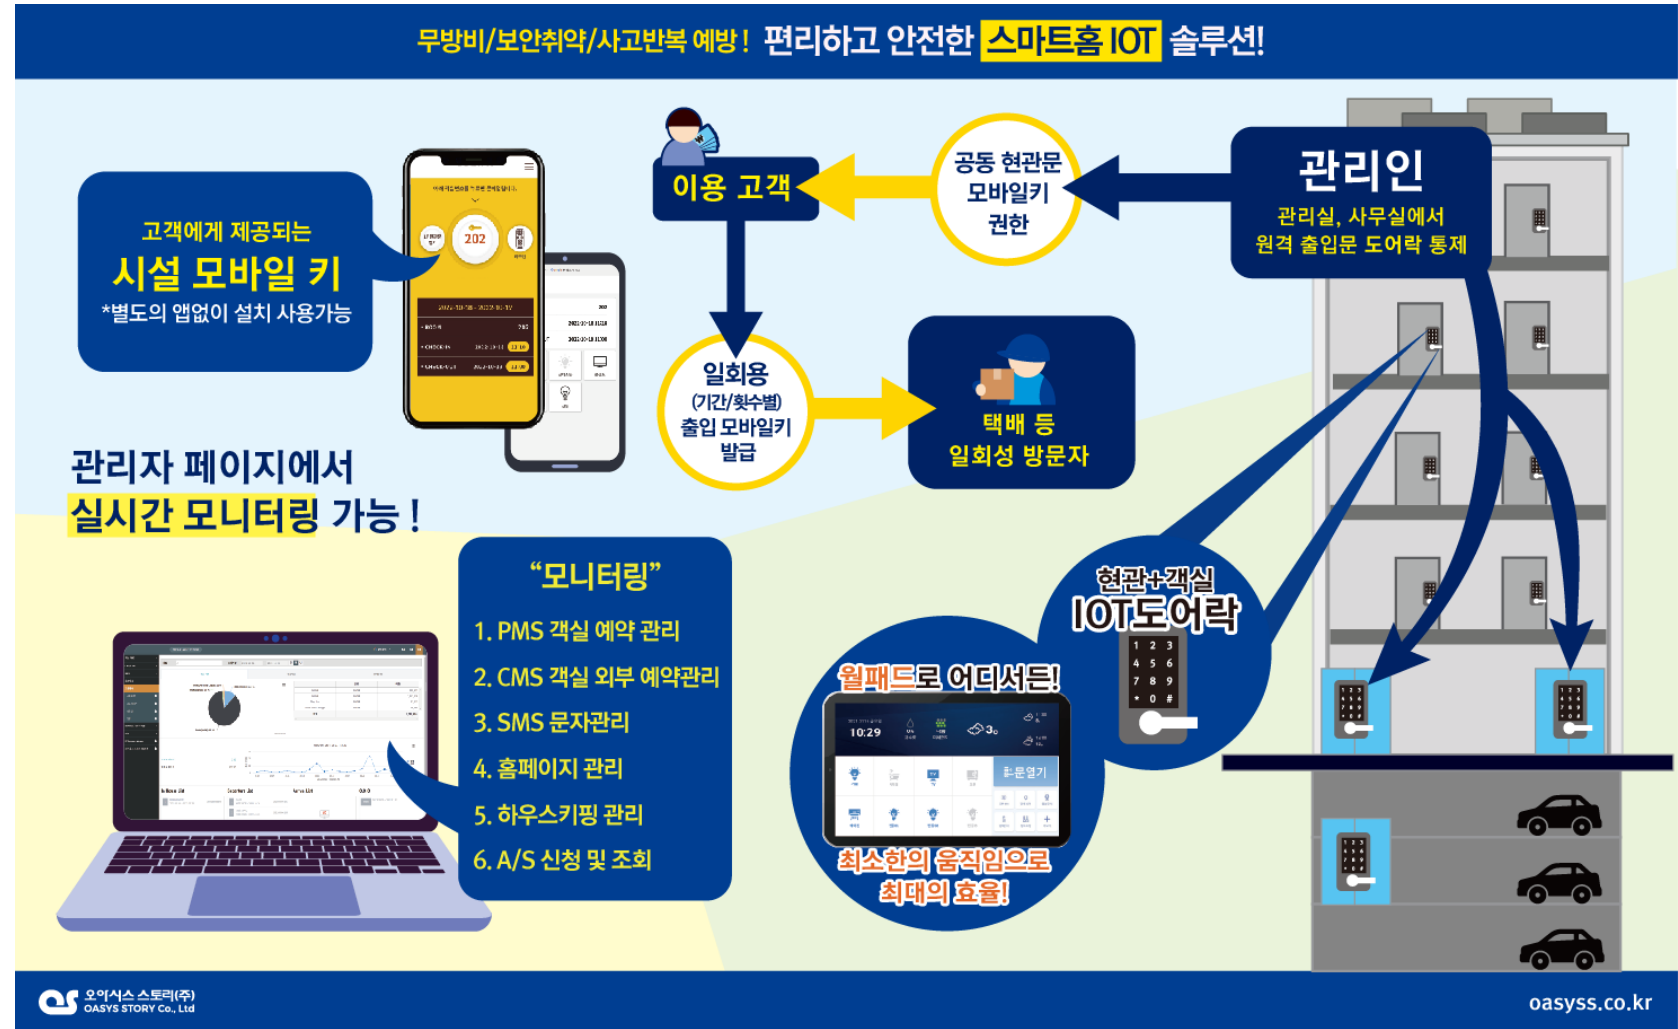 무방비/보안취약/사고반복 예방! 편리하고 안전한 스마트홈 IOT 솔루션!
고객에게 제공되는
시설 모바일 키
*별도의 앱없이 설치 사용가능
202
이용 고객
공동 현관문
모바일키
권한
관리인
관리실, 사무실에서
원격 출입문 도어락 통제
일회용
(기간/횟수별)
출입 모바일키
발급
택배 등
일회성 방문자
관리자 페이지에서
실시간 모니터링 가능!
“모니터링”
1. PMS 객실 예약 관리
2. CMS 객실 외부 예약관리
3. SMS 문자관리
4. 홈페이지 관리
5. 하우스키핑 관리
6. A/S 신청 및 조회
현관+객실
IOT도어락
1 2 3
4 5 6
7 8 9
* 0 #
월패드로 어디서든!
10:29
문열기
최소한의 움직임으로
최대의 효율!
오아시스 스토리(주)
OASYS STORY Co., Ltd
oasyss.co.kr